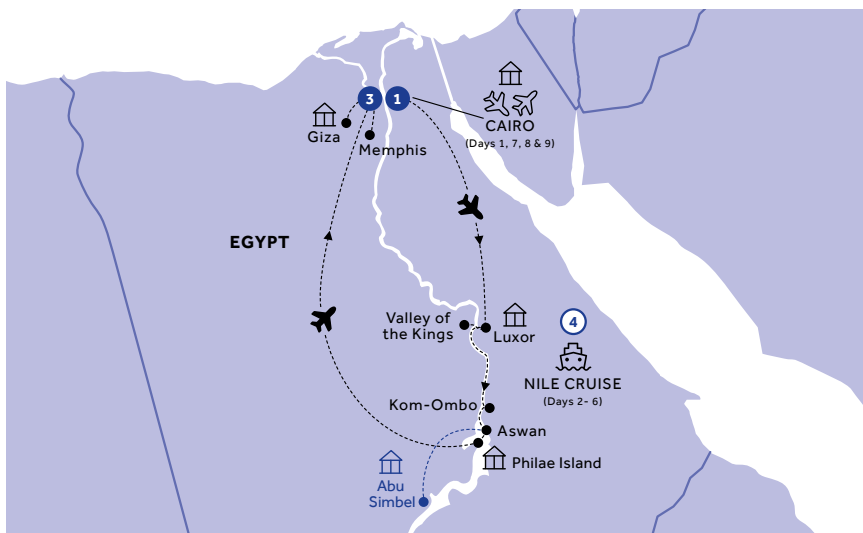 3
1
CAIRO
(Days 1, 7, 8 & 9)
Giza
Memphis
EGYPT
Valley of
the Kings
Luxor
4
NILE CRUISE
(Days 2- 6)
Kom-Ombo
Aswan
Philae Island
Abu
Simbel